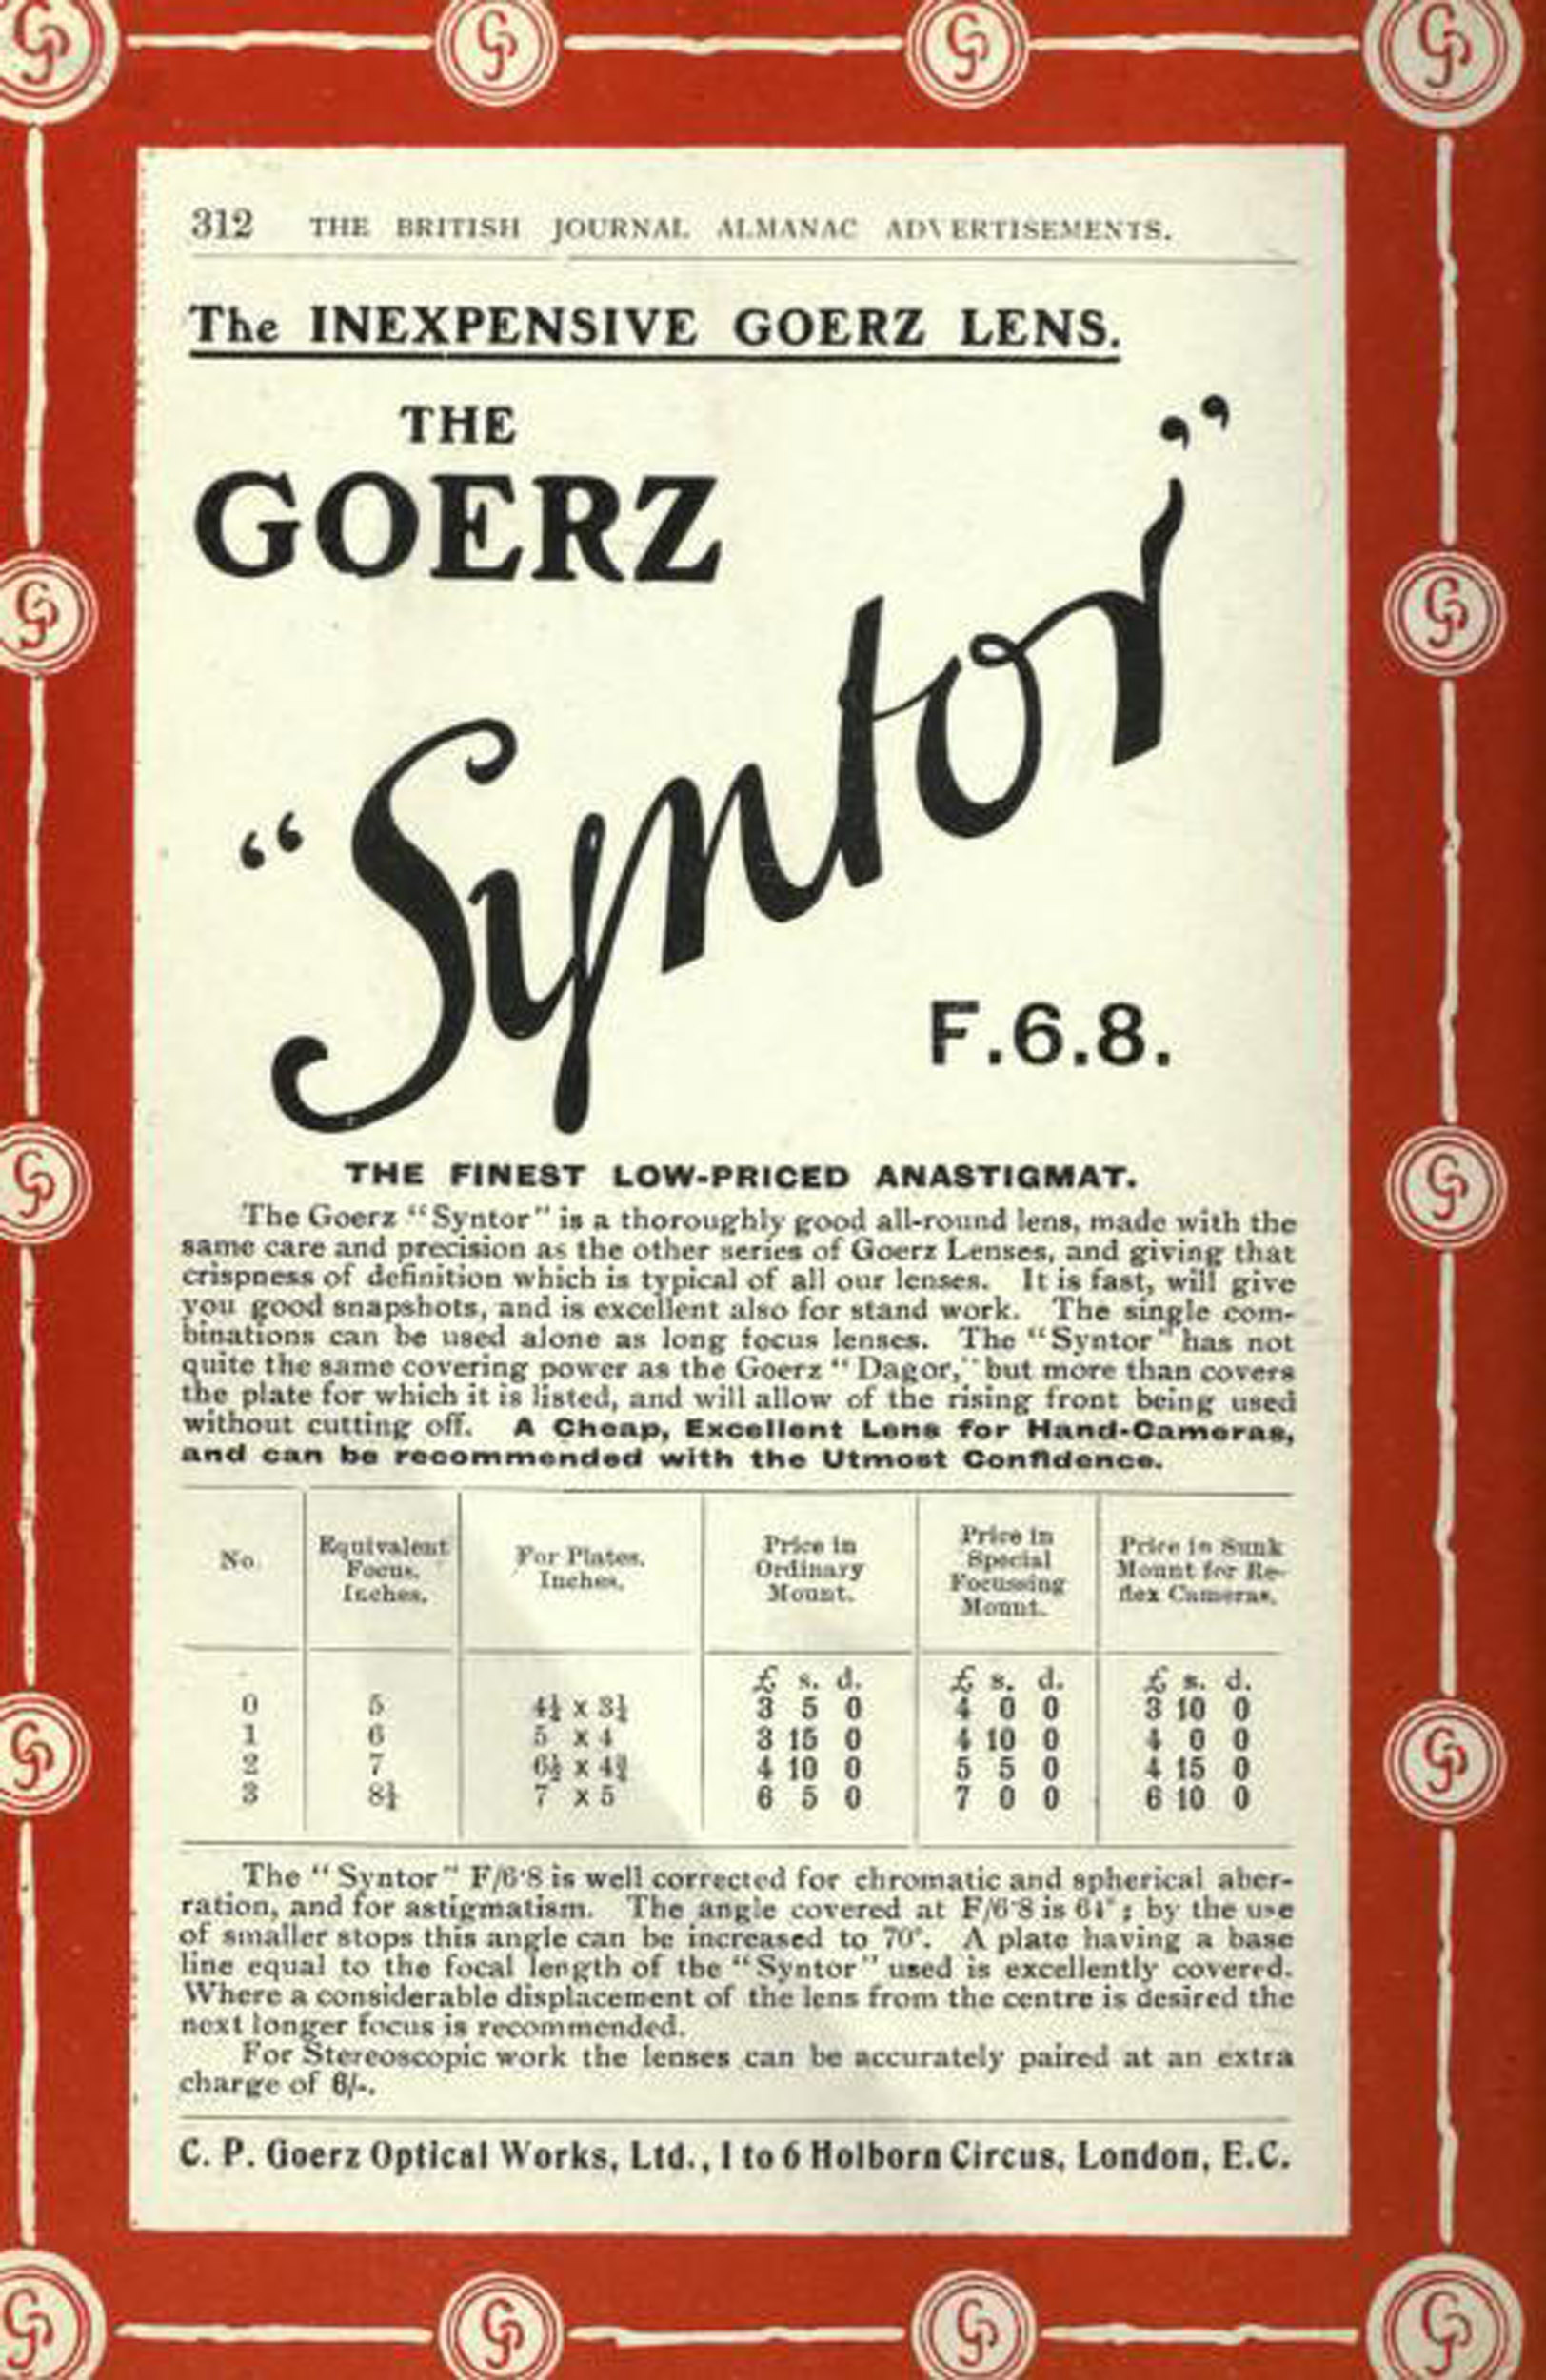 312 THE BRITISH JOURNAL ALMANAC ADVERTISEMENTS.
The INEXPENSIVE GOERZ LENS.
THE
GOERZ
"Syntor"
F.6.8.
THE FINEST LOW-PRICED ANASTIGMAT.
The Goerz "Syntor" is a thoroughly good all-round lens, made with the
same care and precision as the other series of Goerz Lenses, and giving that
crispness of definition which is typical of all our lenses. It is fast, will give
you good snapshots, and is excellent also for stand work. The single com-
binations can be used alone as long focus lenses. The "Syntor" has not
quite the same covering power as the Goerz "Dagor," but more than covers
the plate for which it is listed, and will allow of the rising front being used
without cutting off. A Cheap, Excellent Lens for Hand-Cameras,
and can be recommended with the Utmost Confidence.
No. Equivalent Focus. Inches. For Plates. Inches. Price in Ordinary Mount. Price in Special Focussing Mount. Price in Sunk Mount for Re-flex Cameras.
£ s. d. £ s. d. £ s. d.
0 5 4¼ x 3¼ 3 5 0 4 0 0 3 10 0
1 6 5 x 4 3 15 0 4 10 0 4 0 0
2 7 6½ x 4¾ 4 10 0 5 5 0 4 15 0
3 8¼ 7 x 5 6 5 0 7 0 0 6 10 0
The "Syntor" F/6·8 is well corrected for chromatic and spherical aber-
ration, and for astigmatism. The angle covered at F/6·8 is 64°; by the use
of smaller stops this angle can be increased to 70°. A plate having a base
line equal to the focal length of the "Syntor" used is excellently covered.
Where a considerable displacement of the lens from the centre is desired the
next longer focus is recommended.
For Stereoscopic work the lenses can be accurately paired at an extra
charge of 6/-.
C. P. Goerz Optical Works, Ltd., 1 to 6 Holborn Circus, London, E.C.